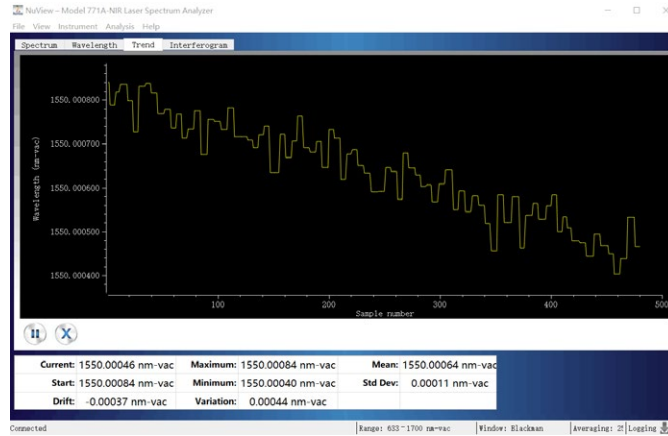 NuView – Model 771A-NIR Laser Spectrum Analyzer
File View Instrument Analysis Help
Spectrum Wavelength Trend Interferogram
1550.000800
1550.000700
1550.000600
1550.000500
1550.000400
Wavelength (nm-vac)
100 200 300 400 500
Sample number
Current: 1550.00046 nm-vac Maximum: 1550.00084 nm-vac Mean: 1550.00064 nm-vac
Start: 1550.00084 nm-vac Minimum: 1550.00040 nm-vac Std Dev: 0.00011 nm-vac
Drift: -0.00037 nm-vac Variation: 0.00044 nm-vac
Connected Range: 633~1700 nm-vac Window: Blackman Averaging: Logging